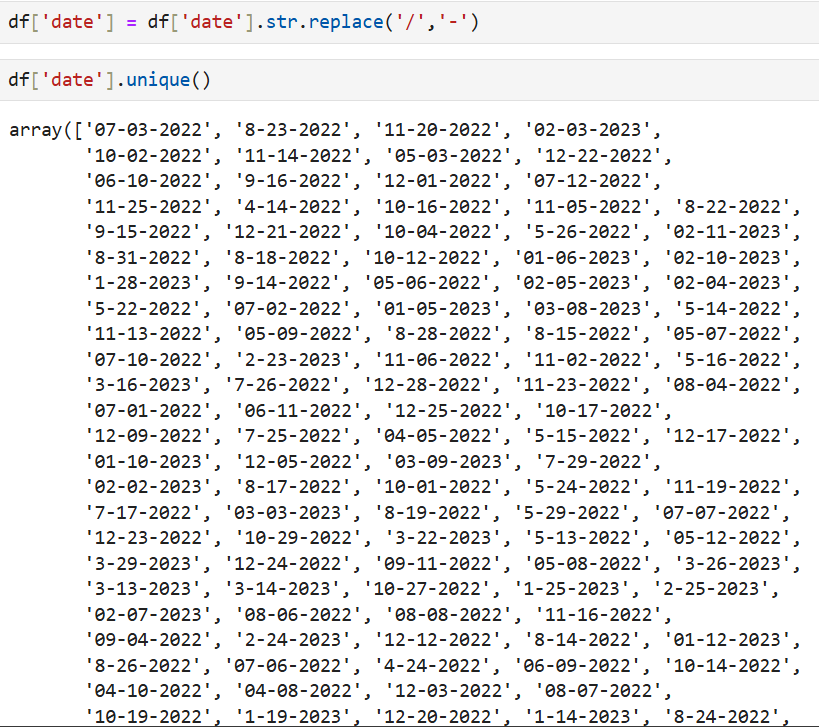 df['date'] = df['date'].str.replace('/','-')
df['date'].unique()
array(['07-03-2022', '8-23-2022', '11-20-2022', '02-03-2023',
'10-02-2022', '11-14-2022', '05-03-2022', '12-22-2022',
'06-10-2022', '9-16-2022', '12-01-2022', '07-12-2022',
'11-25-2022', '4-14-2022', '10-16-2022', '11-05-2022', '8-22-2022',
'9-15-2022', '12-21-2022', '10-04-2022', '5-26-2022', '02-11-2023',
'8-31-2022', '8-18-2022', '10-12-2022', '01-06-2023', '02-10-2023',
'1-28-2023', '9-14-2022', '05-06-2022', '02-05-2023', '02-04-2023',
'5-22-2022', '07-02-2022', '01-05-2023', '03-08-2023', '5-14-2022',
'11-13-2022', '05-09-2022', '8-28-2022', '8-15-2022', '05-07-2022',
'07-10-2022', '2-23-2023', '11-06-2022', '11-02-2022', '5-16-2022',
'3-16-2023', '7-26-2022', '12-28-2022', '11-23-2022', '08-04-2022',
'07-01-2022', '06-11-2022', '12-25-2022', '10-17-2022',
'12-09-2022', '7-25-2022', '04-05-2022', '5-15-2022', '12-17-2022',
'01-10-2023', '12-05-2022', '03-09-2023', '7-29-2022',
'02-02-2023', '8-17-2022', '10-01-2022', '5-24-2022', '11-19-2022',
'7-17-2022', '03-03-2023', '8-19-2022', '5-29-2022', '07-07-2022',
'12-23-2022', '10-29-2022', '3-22-2023', '5-13-2022', '05-12-2022',
'3-29-2023', '12-24-2022', '09-11-2022', '05-08-2022', '3-26-2023',
'3-13-2023', '3-14-2023', '10-27-2022', '1-25-2023', '2-25-2023',
'02-07-2023', '08-06-2022', '08-08-2022', '11-16-2022',
'09-04-2022', '2-24-2023', '12-12-2022', '8-14-2022', '01-12-2023',
'8-26-2022', '07-06-2022', '4-24-2022', '06-09-2022', '10-14-2022',
'04-10-2022', '04-08-2022', '12-03-2022', '08-07-2022',
'10-19-2022', '1-19-2023', '12-20-2022', '1-14-2023', '8-24-2022',